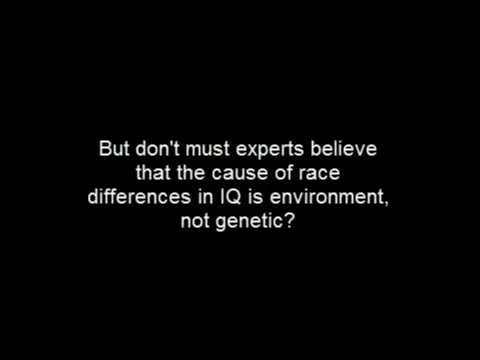 But don't must experts believe
that the cause of race
differences in IQ is environment,
not genetic?